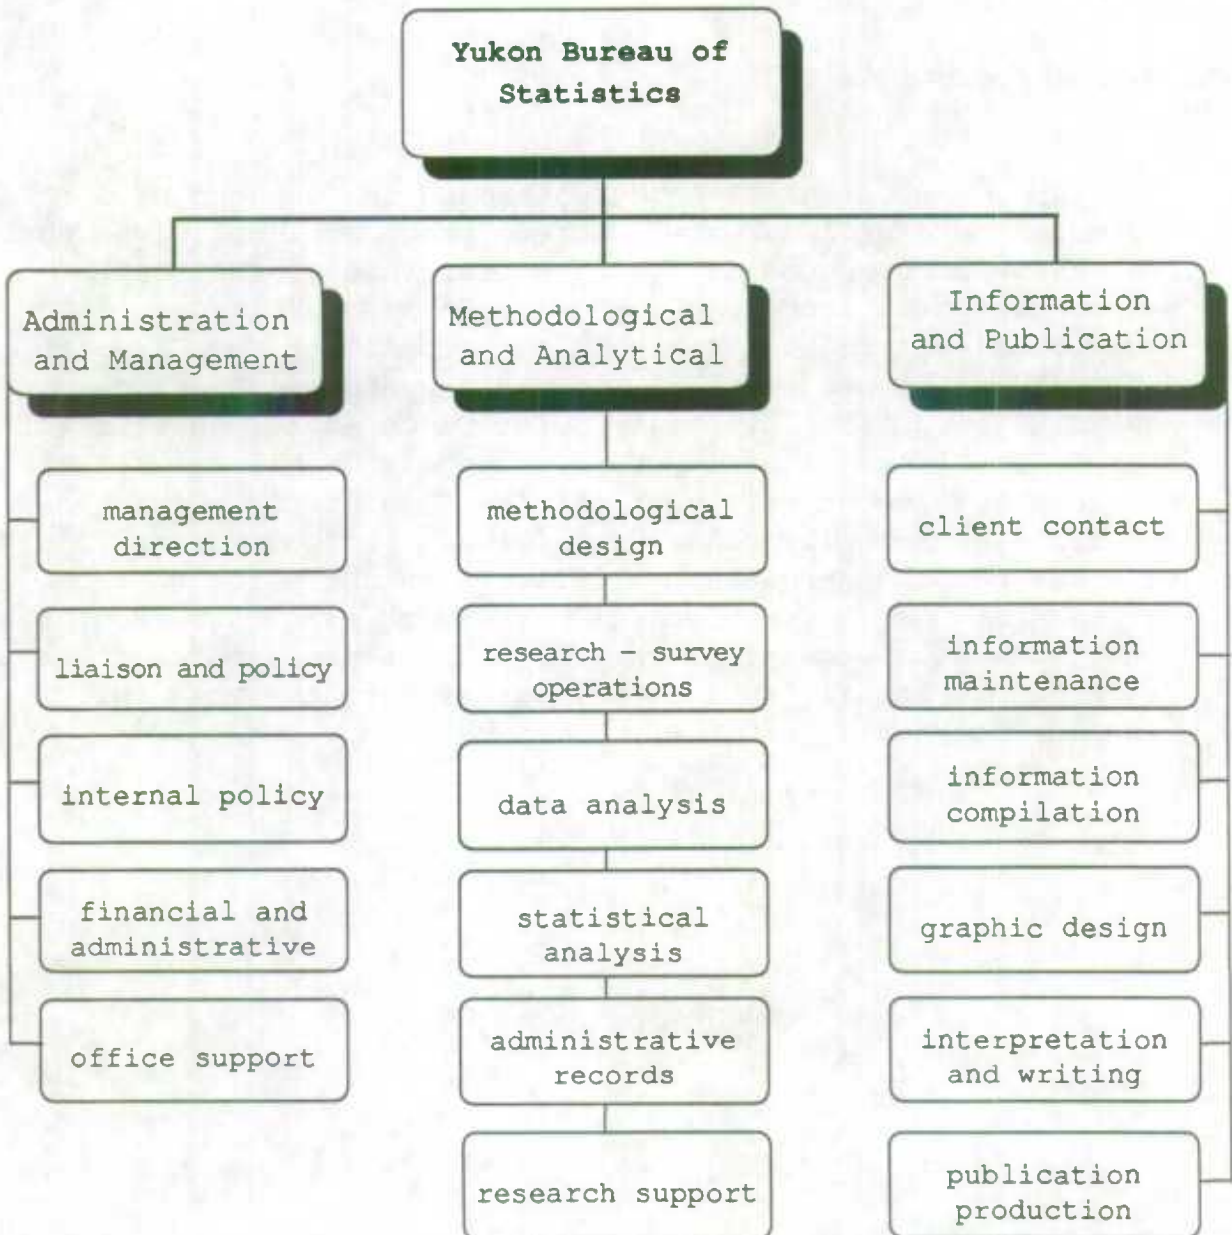 Yukon Bureau of
Statistics
Administration
and Management
management
direction
liaison and policy
internal policy
financial and
administrative
office support
Methodological
and Analytical
methodological
design
research – survey
operations
data analysis
statistical
analysis
administrative
records
research support
Information
and Publication
client contact
information
maintenance
information
compilation
graphic design
interpretation
and writing
publication
production